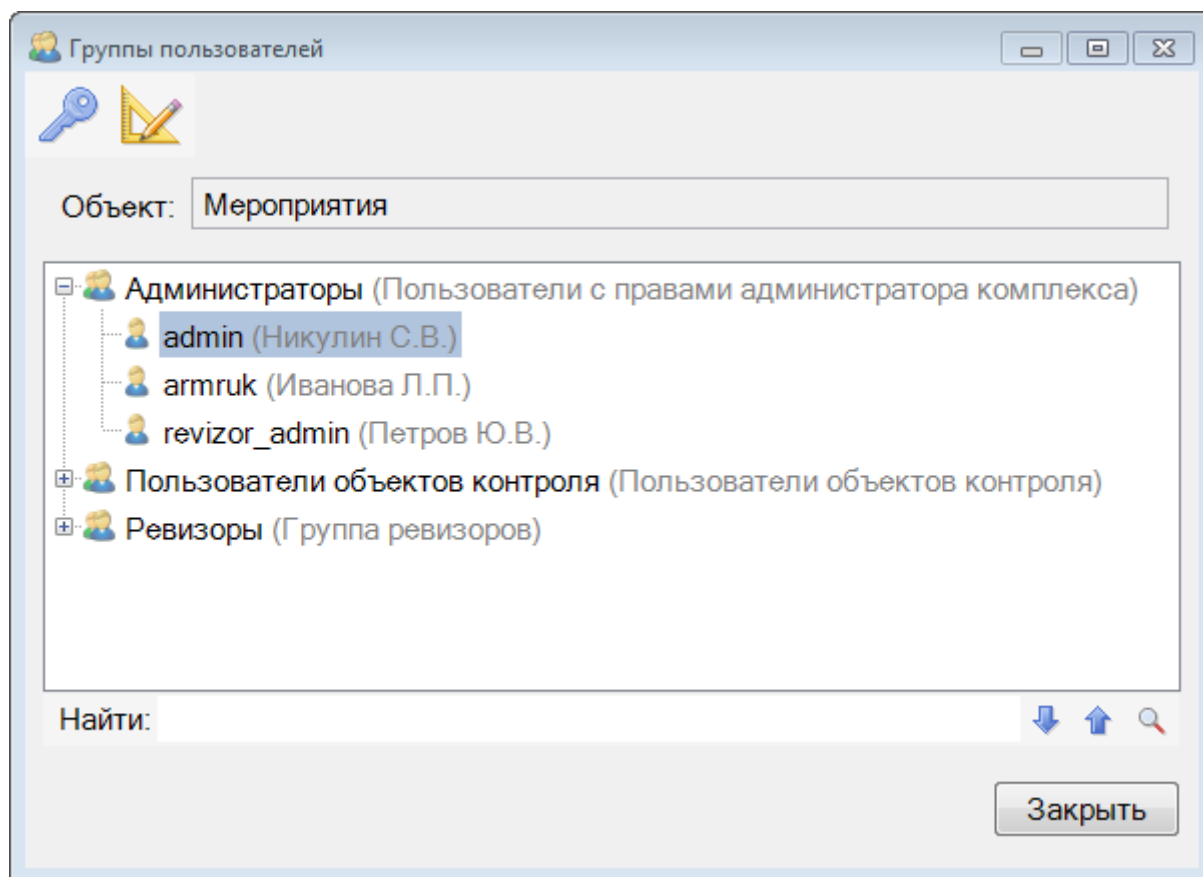 Группы пользователей
Объект: Мероприятия
Администраторы (Пользователи с правами администратора комплекса)
admin (Никулин С.В.)
armruk (Иванова Л.П.)
revizor_admin (Петров Ю.В.)
Пользователи объектов контроля (Пользователи объектов контроля)
Ревизоры (Группа ревизоров)
Найти:
Закрыть